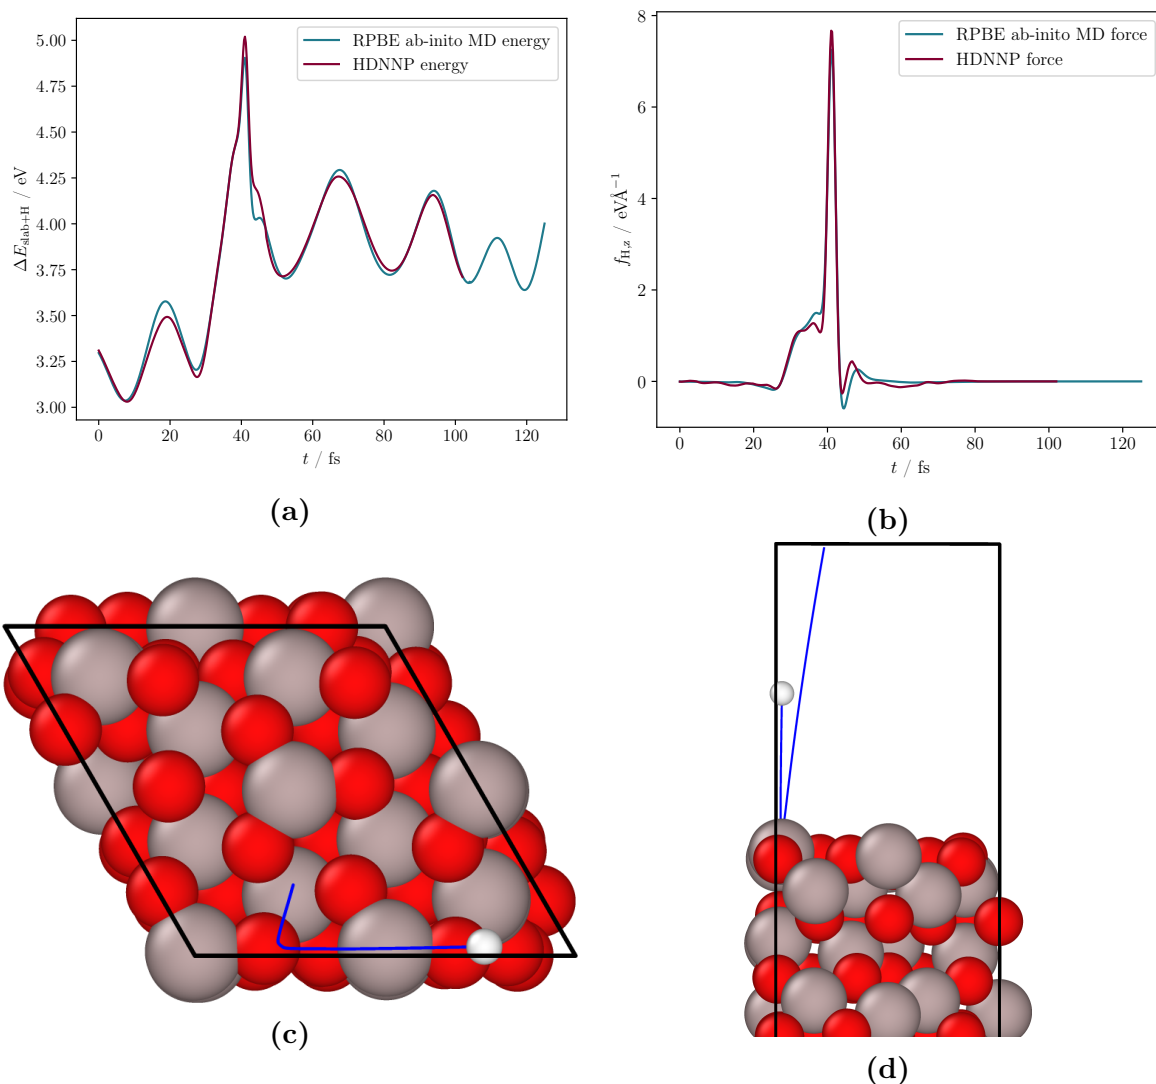 RPBE ab-inito MD energy
HDNNP energy
5.00
4.75
4.50
4.25
4.00
3.75
3.50
3.25
3.00
ΔE_slab+H / eV
0
20
40
60
80
100
120
t / fs
(a)
RPBE ab-inito MD force
HDNNP force
8
6
4
2
0
f_H,z / eVÅ⁻¹
0
20
40
60
80
100
120
t / fs
(b)
(c)
(d)